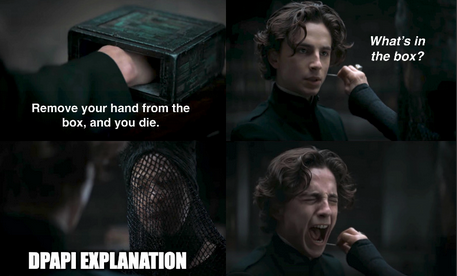 Remove your hand from the
box, and you die.
What's in
the box?
DPAPI EXPLANATION